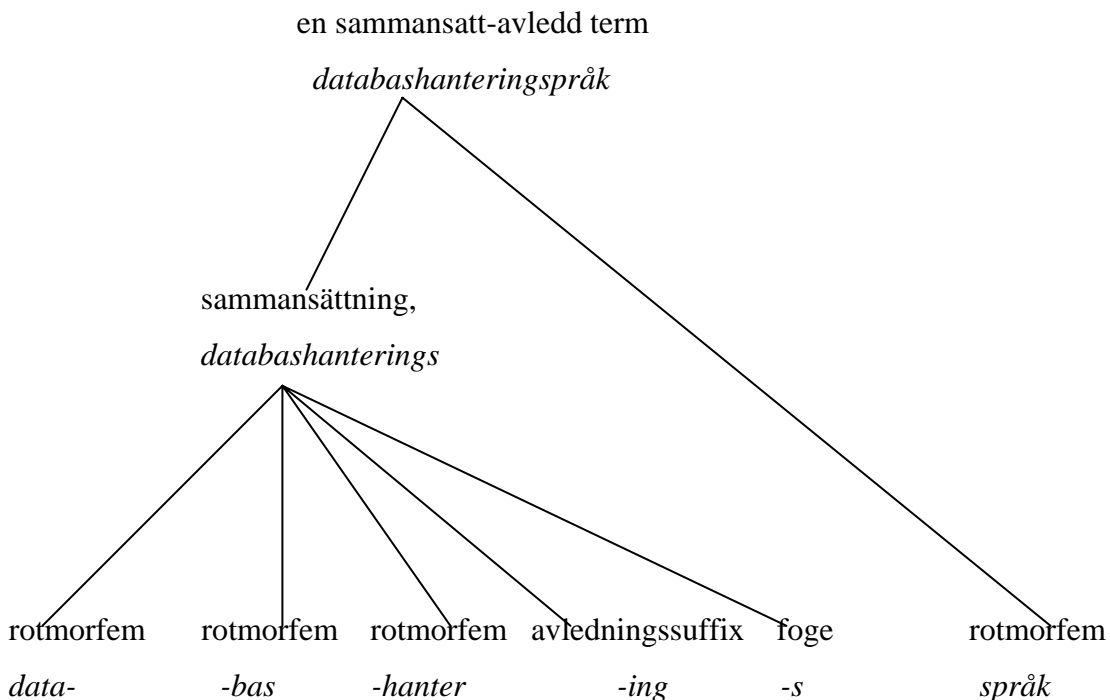 en sammansatt-avledd term
databashanteringspråk
sammansättning,
databashanterings
rotmorfem rotmorfem rotmorfem avledningssuffix foge rotmorfem
data- -bas -hanter -ing -s språk